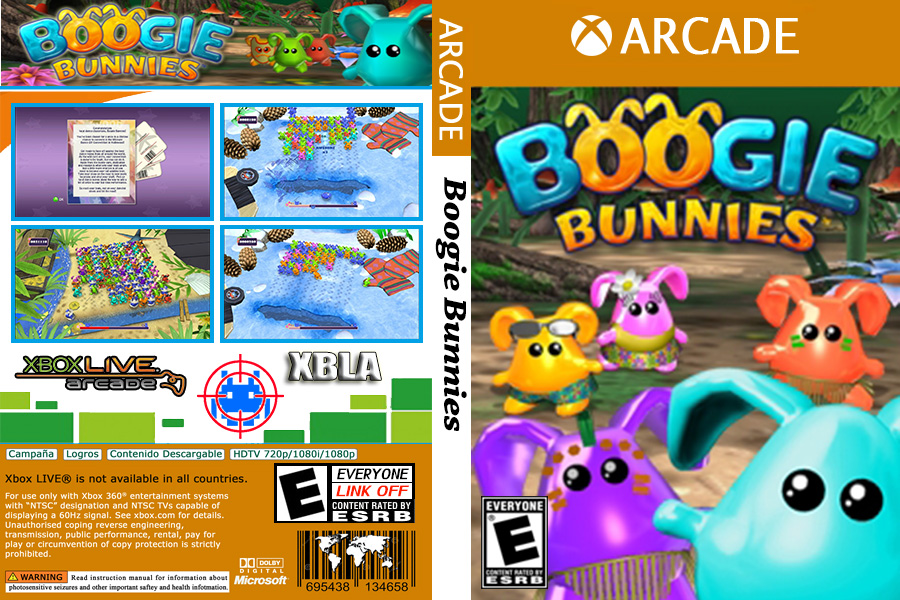 BOOGIE
BUNNIES
XBOX LIVE
arcade
XBLA
Campaña
Logros
Contenido Descargable
HDTV 720p/1080i/1080p
Xbox LIVE® is not available in all countries.
For use only with Xbox 360® entertainment systems
with “NTSC” designation and NTSC TVs capable of
displaying a 60Hz signal. See xbox.com for details.
Unauthorised coping reverse engineering,
transmission, public performance, rental, pay for
play or circumvention of copy protection is strictly
prohibited.
WARNING Read instruction manual for information about
photosensitive seizures and other important saftey and health infotmation.
E
EVERYONE
LINK OFF
CONTENT RATED BY
ESRB
DOLBY
DIGITAL
Microsoft
695438 134658
ARCADE
Boogie Bunnies
ARCADE
BOOGIE
BUNNIES
EVERYONE
E
CONTENT RATED BY
ESRB